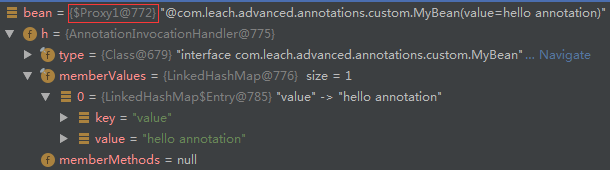 bean = {$Proxy1@772} "@com.leach.advanced.annotations.custom.MyBean(value=hello annotation)"
h = {AnnotationInvocationHandler@775}
type = {Class@679} "interface com.leach.advanced.annotations.custom.MyBean"... Navigate
memberValues = {LinkedHashMap@776} size = 1
0 = {LinkedHashMap$Entry@785} "value" -> "hello annotation"
key = "value"
value = "hello annotation"
memberMethods = null